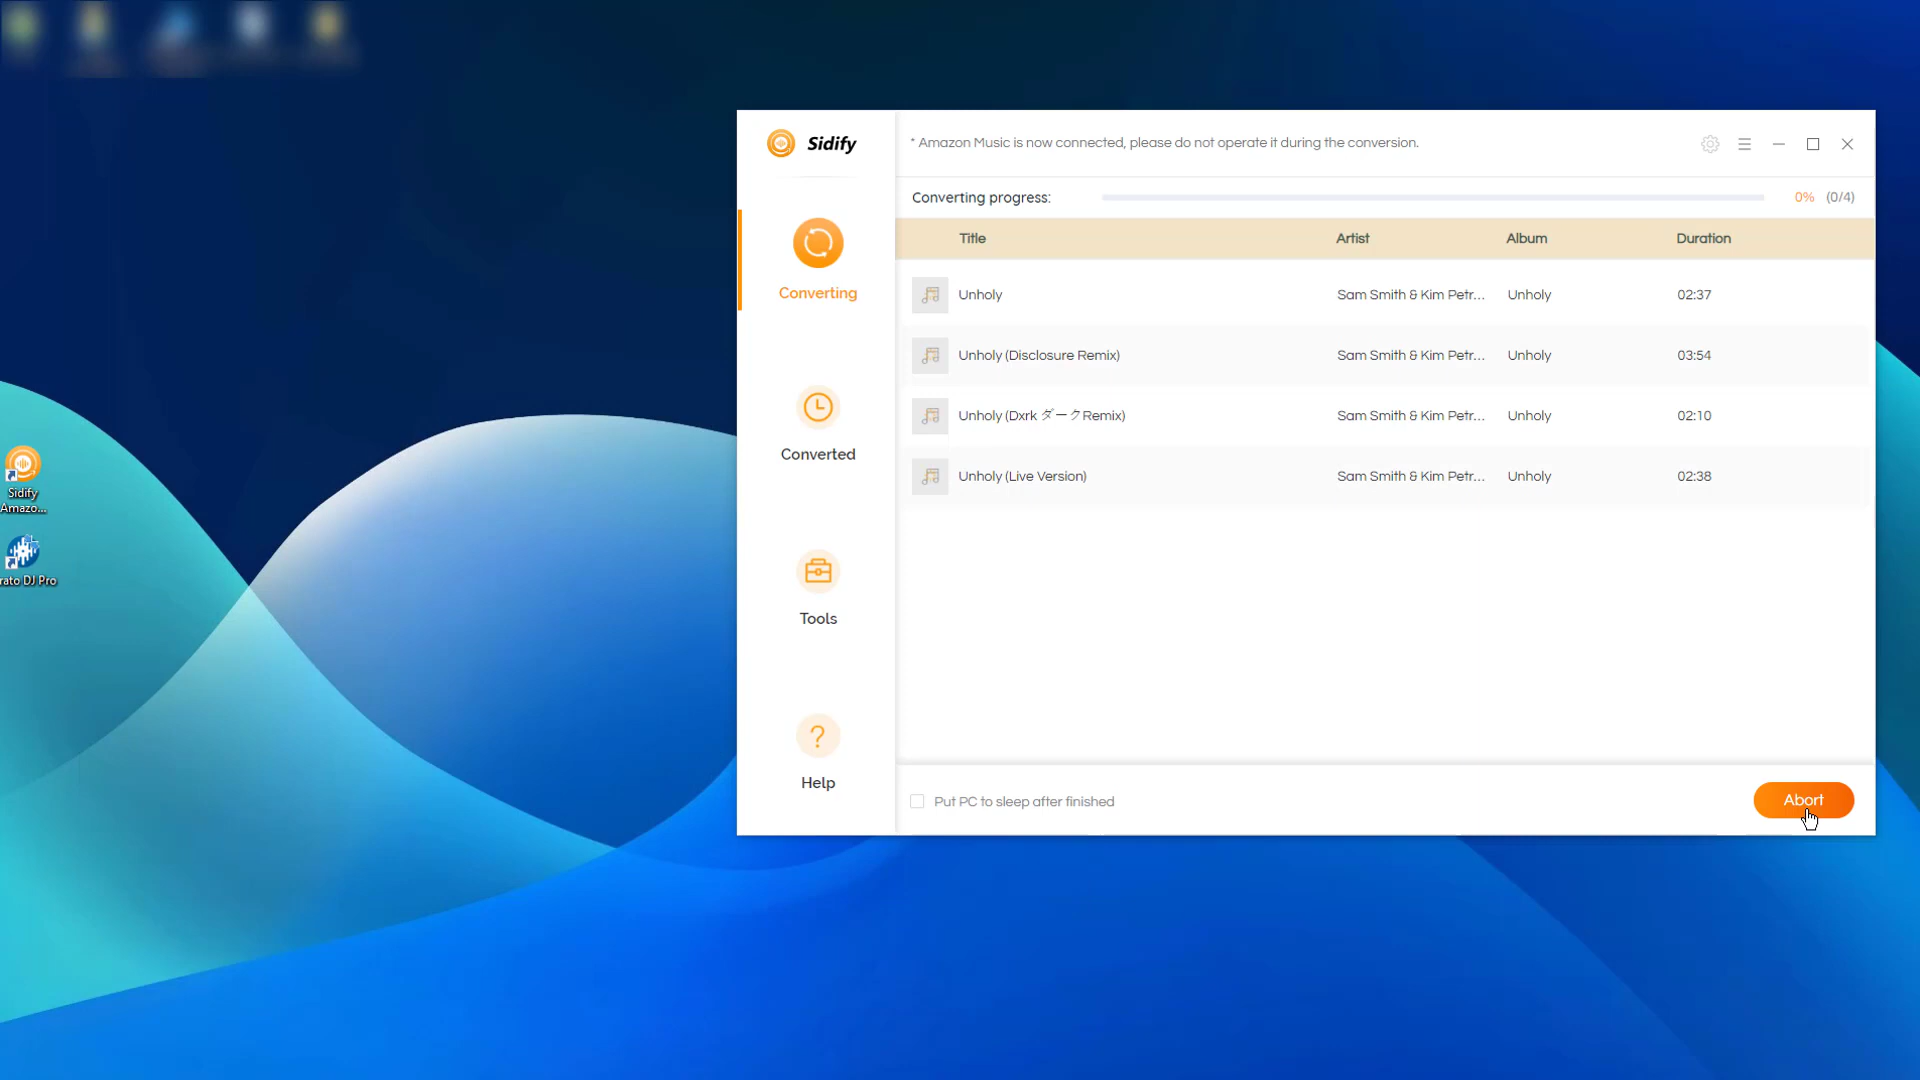 Sidify
* Amazon Music is now connected, please do not operate it during the conversion.
Converting progress:
0% (0/4)
Title Artist Album Duration
Unholy Sam Smith & Kim Petr... Unholy 02:37
Unholy (Disclosure Remix) Sam Smith & Kim Petr... Unholy 03:54
Unholy (Dxrk ダーク Remix) Sam Smith & Kim Petr... Unholy 02:10
Unholy (Live Version) Sam Smith & Kim Petr... Unholy 02:38
Converting
Converted
Tools
Help
Put PC to sleep after finished
Abort
Sidify
Amazo...
rato DJ Pro